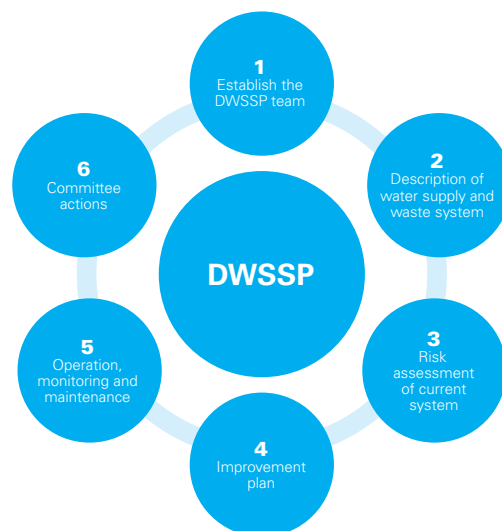 1
Establish the
DWSSP team
2
Description of
water supply and
waste system
3
Risk
assessment
of current
system
4
Improvement
plan
5
Operation,
monitoring and
maintenance
6
Committee
actions
DWSSP